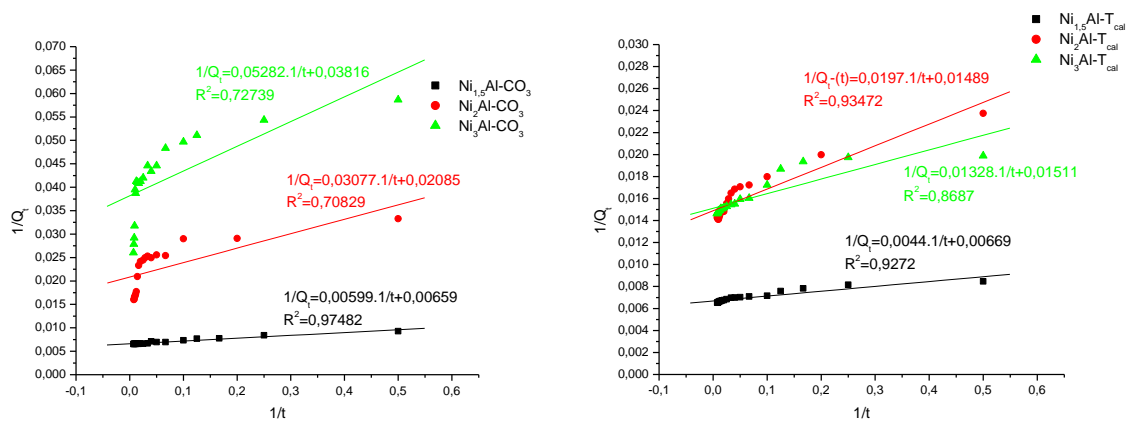 0,070
0,065
0,060
0,055
0,050
0,045
0,040
0,035
0,030
0,025
0,020
0,015
0,010
0,005
0,000
1/Qt
-0,1
0,0
0,1
0,2
0,3
0,4
0,5
0,6
1/t
1/Qt=0,05282.1/t+0,03816
R²=0,72739
Ni1,5Al-CO3
Ni2Al-CO3
Ni3Al-CO3
1/Qt=0,03077.1/t+0,02085
R²=0,70829
1/Qt=0,00599.1/t+0,00659
R²=0,97482
Ni1,5Al-Tcal
Ni2Al-Tcal
Ni3Al-Tcal
0,030
0,028
0,026
0,024
0,022
0,020
0,018
0,016
0,014
0,012
0,010
0,008
0,006
0,004
0,002
0,000
1/Qt
-0,1
0,0
0,1
0,2
0,3
0,4
0,5
0,6
1/t
1/Qt-(t)=0,0197.1/t+0,01489
R²=0,93472
1/Qt=0,01328.1/t+0,01511
R²=0,8687
1/Qt=0,0044.1/t+0,00669
R²=0,9272